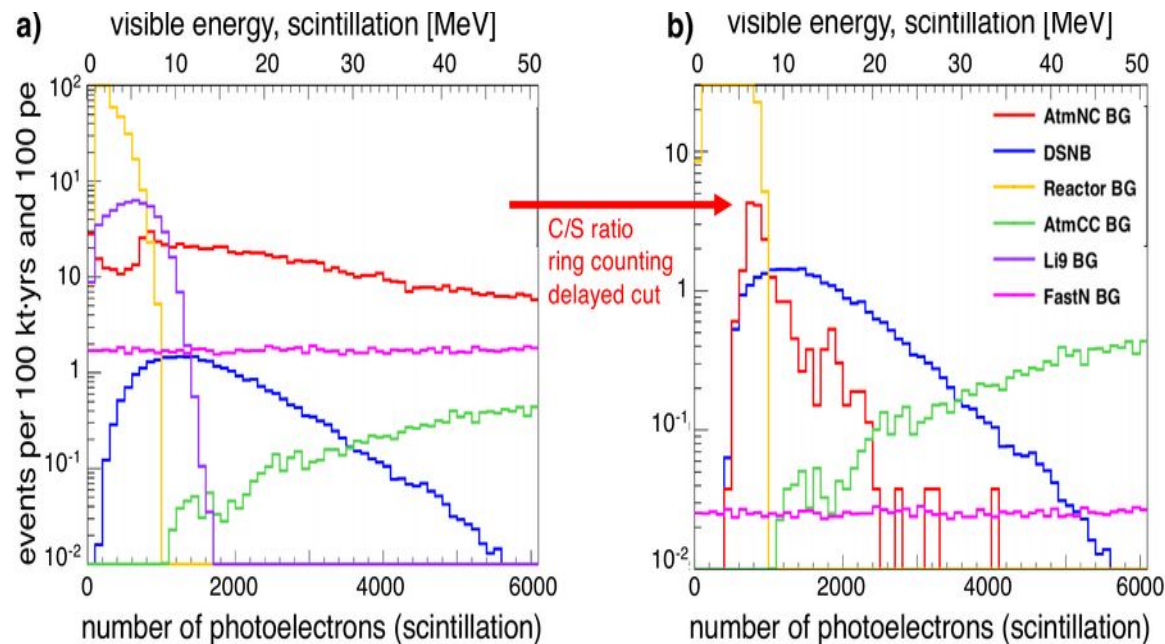 a)
visible energy, scintillation [MeV]
0 10 20 30 40 50
events per 100 kt·yrs and 100 pe
10²
10¹
10
1
10⁻¹
10⁻²
0 2000 4000 6000
number of photoelectrons (scintillation)
C/S ratio
ring counting
delayed cut
b)
visible energy, scintillation [MeV]
0 10 20 30 40 50
AtmNC BG
DSNB
Reactor BG
AtmCC BG
Li9 BG
FastN BG
10
1
10⁻¹
10⁻²
0 2000 4000 6000
number of photoelectrons (scintillation)